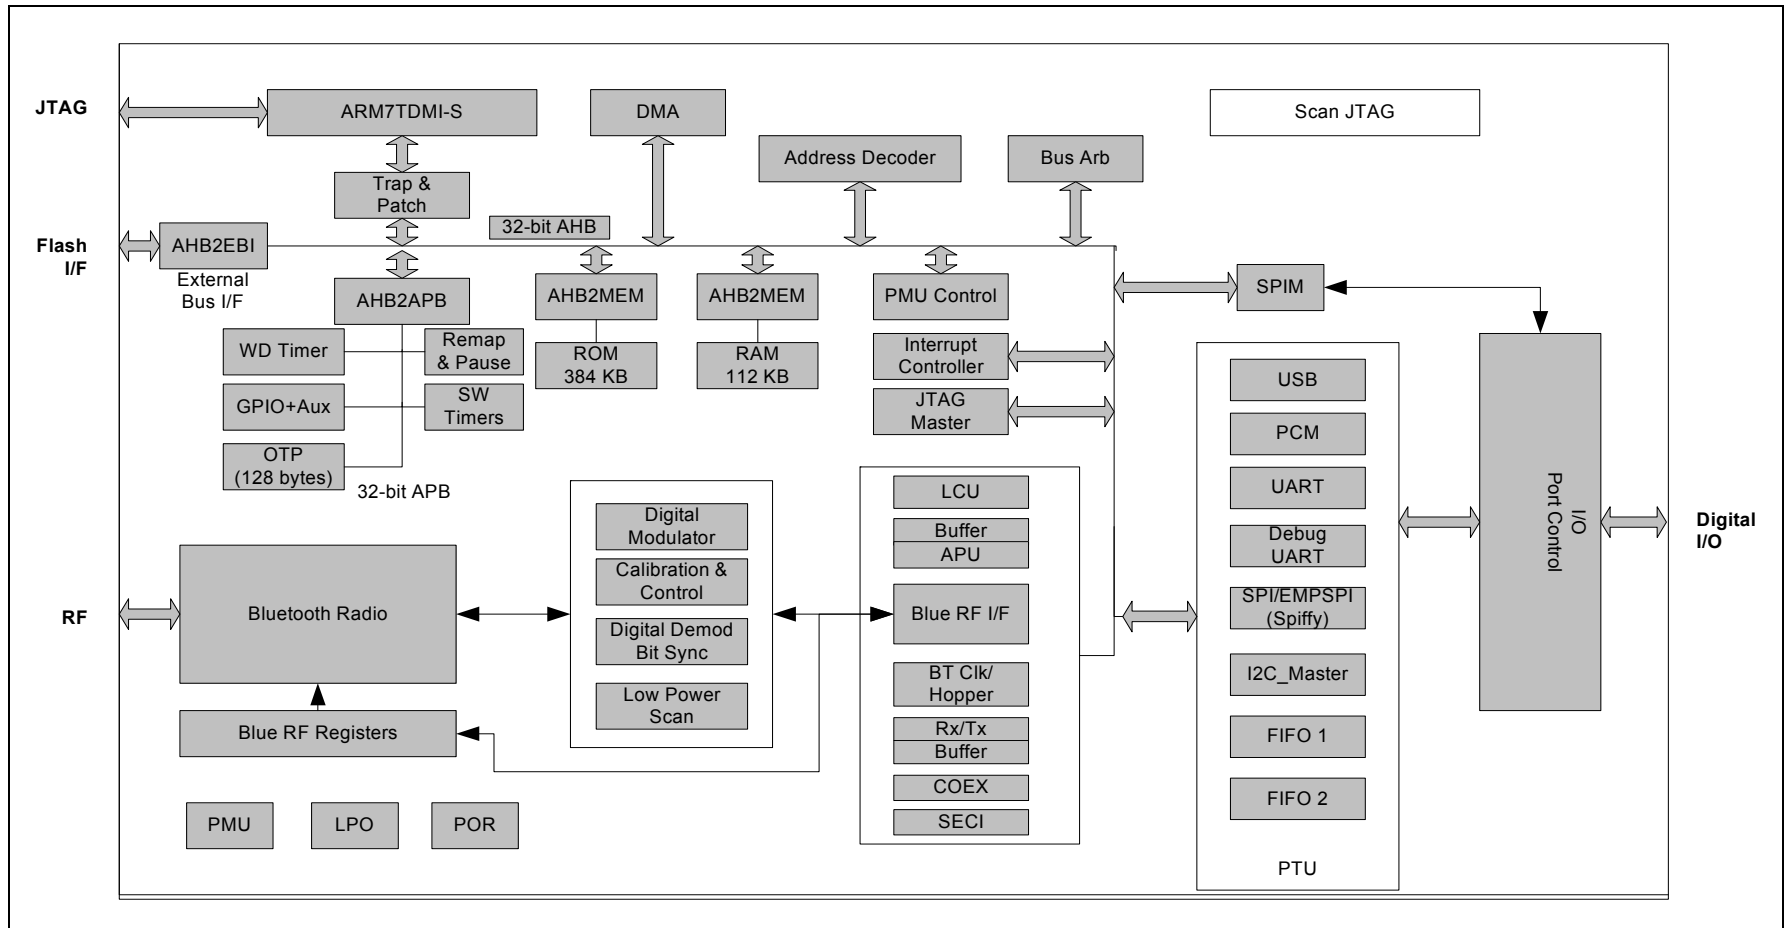 JTAG
ARM7TDMI-S
DMA
Scan JTAG
Address Decoder
Bus Arb
Trap &
Patch
32-bit AHB
Flash
I/F
AHB2EBI
External
Bus I/F
AHB2APB
AHB2MEM
AHB2MEM
PMU Control
SPIM
WD Timer
Remap
& Pause
ROM
384 KB
RAM
112 KB
Interrupt
Controller
GPIO+Aux
SW
Timers
JTAG
Master
OTP
(128 bytes)
32-bit APB
USB
PCM
UART
Debug
UART
SPI/EMPSPI
(Spiffy)
I2C_Master
FIFO 1
FIFO 2
PTU
I/O
Port Control
Digital
I/O
LCU
Buffer
APU
Blue RF I/F
BT Clk/
Hopper
Rx/Tx
Buffer
COEX
SECI
Digital
Modulator
Calibration &
Control
Digital Demod
Bit Sync
Low Power
Scan
RF
Bluetooth Radio
Blue RF Registers
PMU
LPO
POR